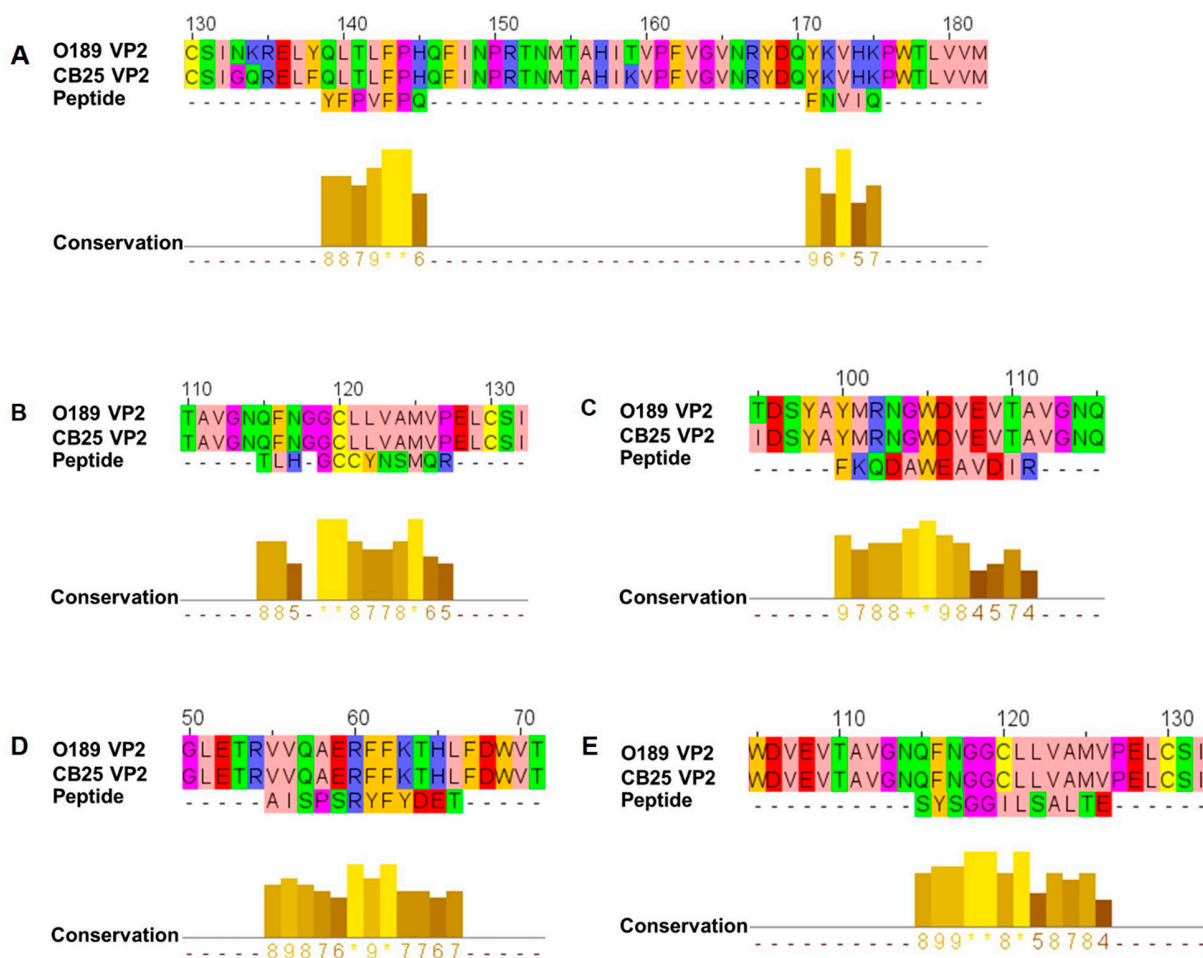 130 140 150 160 170 180
A O189 VP2 CSINKRELYQLTLFPHQFINPRTNMTAHITVPFVGVNRYDQYKVHKPWTLVVM
CB25 VP2 CSIGQRELFQLTLFPHQFINPRTNMTAHIKVPFVGVNRYDQYKVHKPWTLVVM
Peptide ---------YFPVFPQ-------------------------FNVIQ-------
Conservation
---------8879**6-------------------------96*57-------
110 120 130
B O189 VP2 TAVGNQFNGGCLLVAMVPELCSI
CB25 VP2 TAVGNQFNGGCLLVAMVPELCSI
Peptide -----TLH-GCCYNSMQR-----
Conservation
-----885 **8778*65-----
100 110
C O189 VP2 TDSYAYMRNGWDVEVTAVGNQ
CB25 VP2 IDSYAYMRNGWDVEVTAVGNQ
Peptide -----FKQDAWEAVDIR----
Conservation
-----9788+*984574----
50 60 70
D O189 VP2 GLETRVVQAERFFKTHLFDWVT
CB25 VP2 GLETRVVQAERFFKTHLFDWVT
Peptide -----AISPSRYFYDET-----
Conservation
-----89876*9*7767-----
110 120 130
E O189 VP2 WDVEVTAVGNQFNGGCLLVAMVPELCSI
CB25 VP2 WDVEVTAVGNQFNGGCLLVAMVPELCSI
Peptide ----------SYSGGILSALTE------
Conservation
----------899**8*58784------